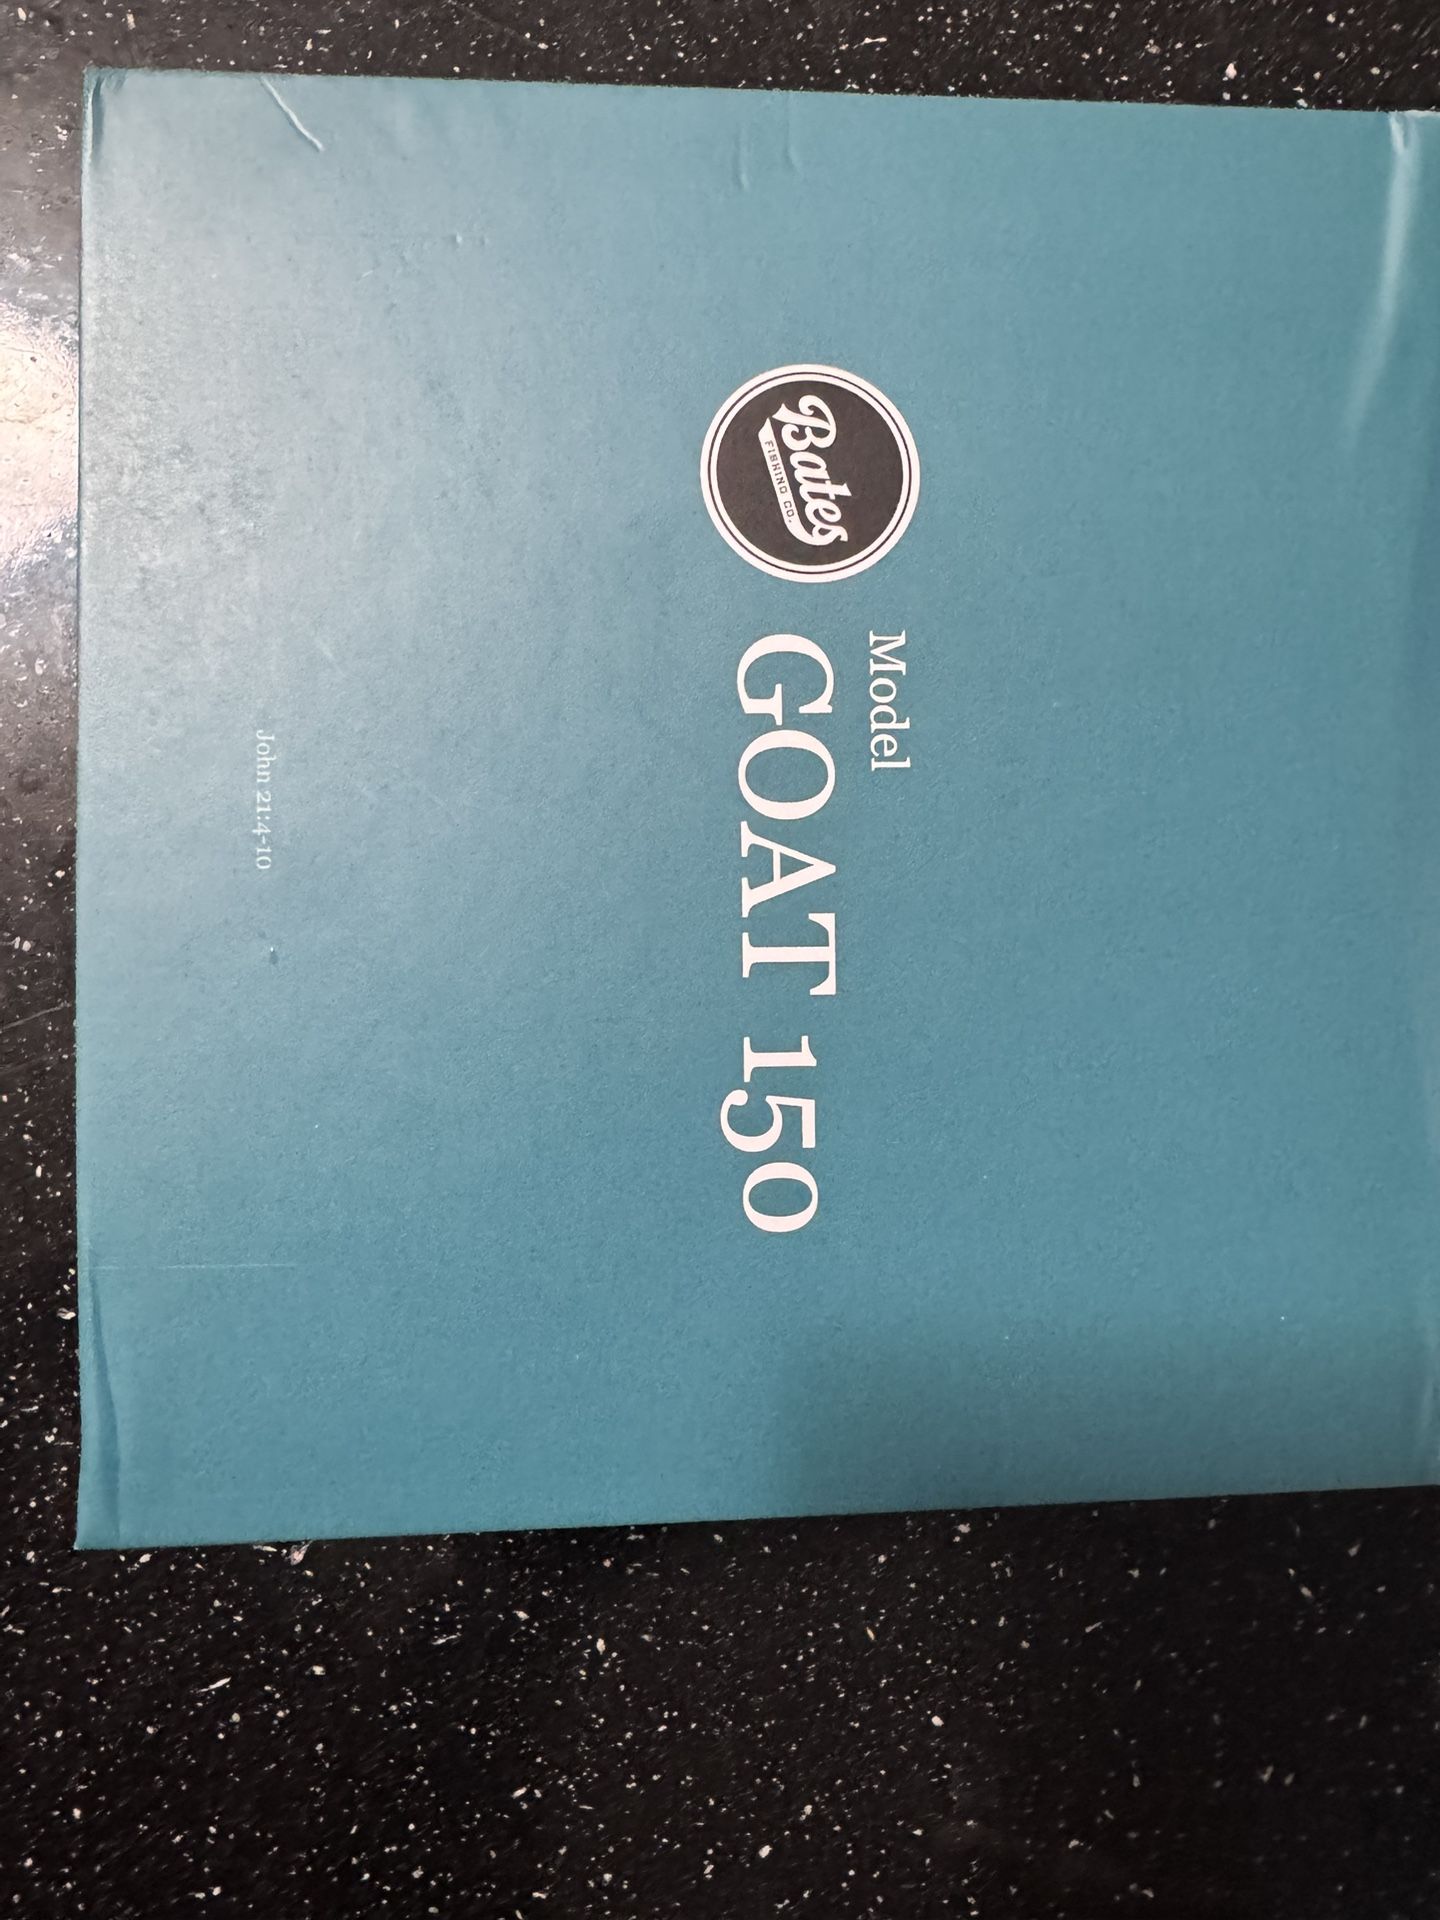 Bates
FISHING CO.
Model
GOAT 150
John 21:4-10